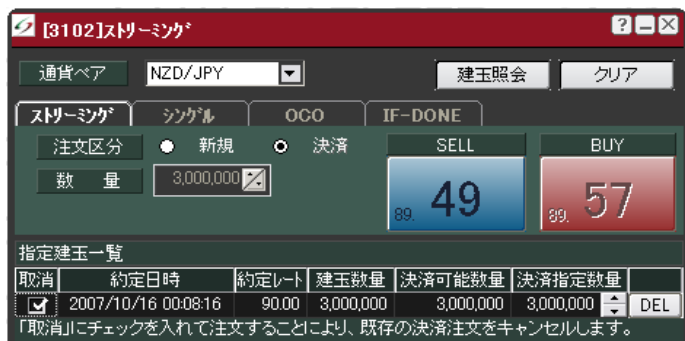 [3102]ｽﾄﾘｰﾐﾝｸﾞ
通貨ペア NZD/JPY 建玉照会 クリア
ｽﾄﾘｰﾐﾝｸﾞ ｼﾝｸﾞﾙ OCO IF-DONE
注文区分 新規 決済 SELL BUY
数 量 3,000,000 89. 49 89. 57
指定建玉一覧
取消 約定日時 約定ﾚｰﾄ 建玉数量 決済可能数量 決済指定数量
2007/10/16 00:08:16 90.00 3,000,000 3,000,000 3,000,000 DEL
「取消」にチェックを入れて注文することにより、既存の決済注文をキャンセルします。